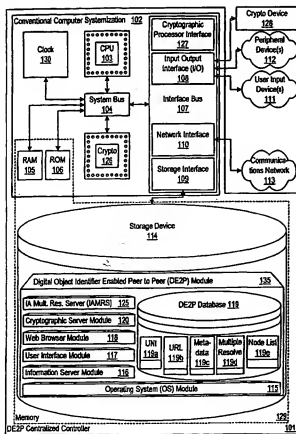 Conventional Computer Systemization 102
Clock
130
CPU
103
System Bus
104
Crypto
126
RAM
105
ROM
106
Cryptographic
Processor Interface
127
Input Output
Interface (I/O)
108
Interface Bus
107
Network Interface
110
Storage Interface
109
Crypto Device
128
Peripheral
Device(s)
112
User Input
Device(s)
111
Communica-
tions Network
113
Storage Device
114
Digital Object Identifier Enabled Peer to Peer (DE2P) Module
135
IA Mult. Res. Server (IAMRS) 125
Cryptographic Server Module 120
Web Browser Module 118
User Interface Module 117
Information Server Module 116
DE2P Database 119
UNI
119a
URL
119b
Meta-
data
119c
Multiple
Resolve
119d
Node List
119e
Operating System (OS) Module 115
Memory
129
DE2P Centralized Controller
101